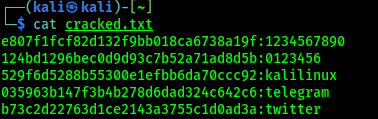 ┌──(kali㉿kali)-[~]
└─$ cat cracked.txt
e807f1fcf82d132f9bb018ca6738a19f:1234567890
124bd1296bec0d9d93c7b52a71ad8d5b:0123456
529f6d5288b55300e1efbb6da70ccc92:kalilinux
035963b147f3b4b278d6dad324c642c6:telegram
b73c2d22763d1ce2143a3755c1d0ad3a:twitter